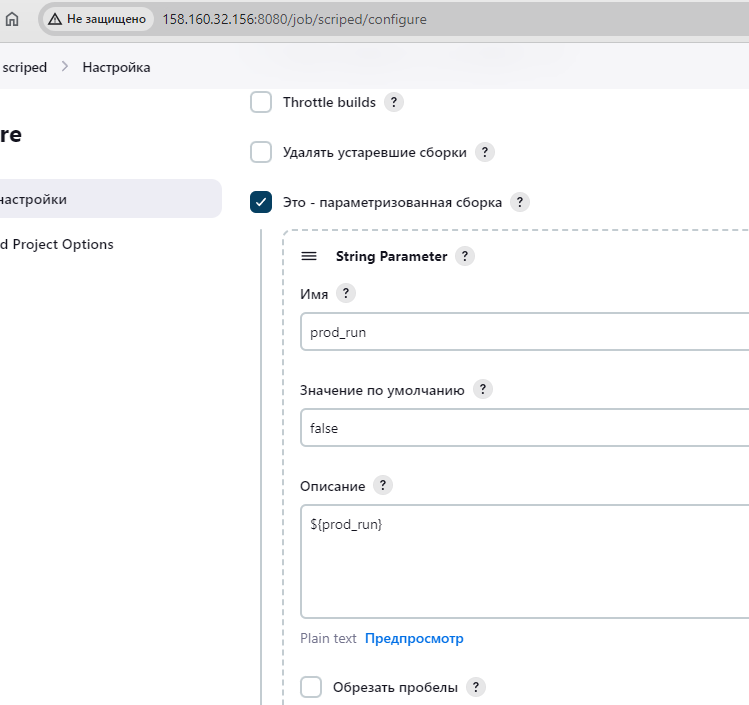 Не защищено 158.160.32.156:8080/job/scriped/configure
scriped > Настройка
Throttle builds ?
re
Удалять устаревшие сборки ?
настройки
Это - параметризованная сборка ?
d Project Options
String Parameter ?
Имя ?
prod_run
Значение по умолчанию ?
false
Описание ?
${prod_run}
Plain text Предпросмотр
Обрезать пробелы ?